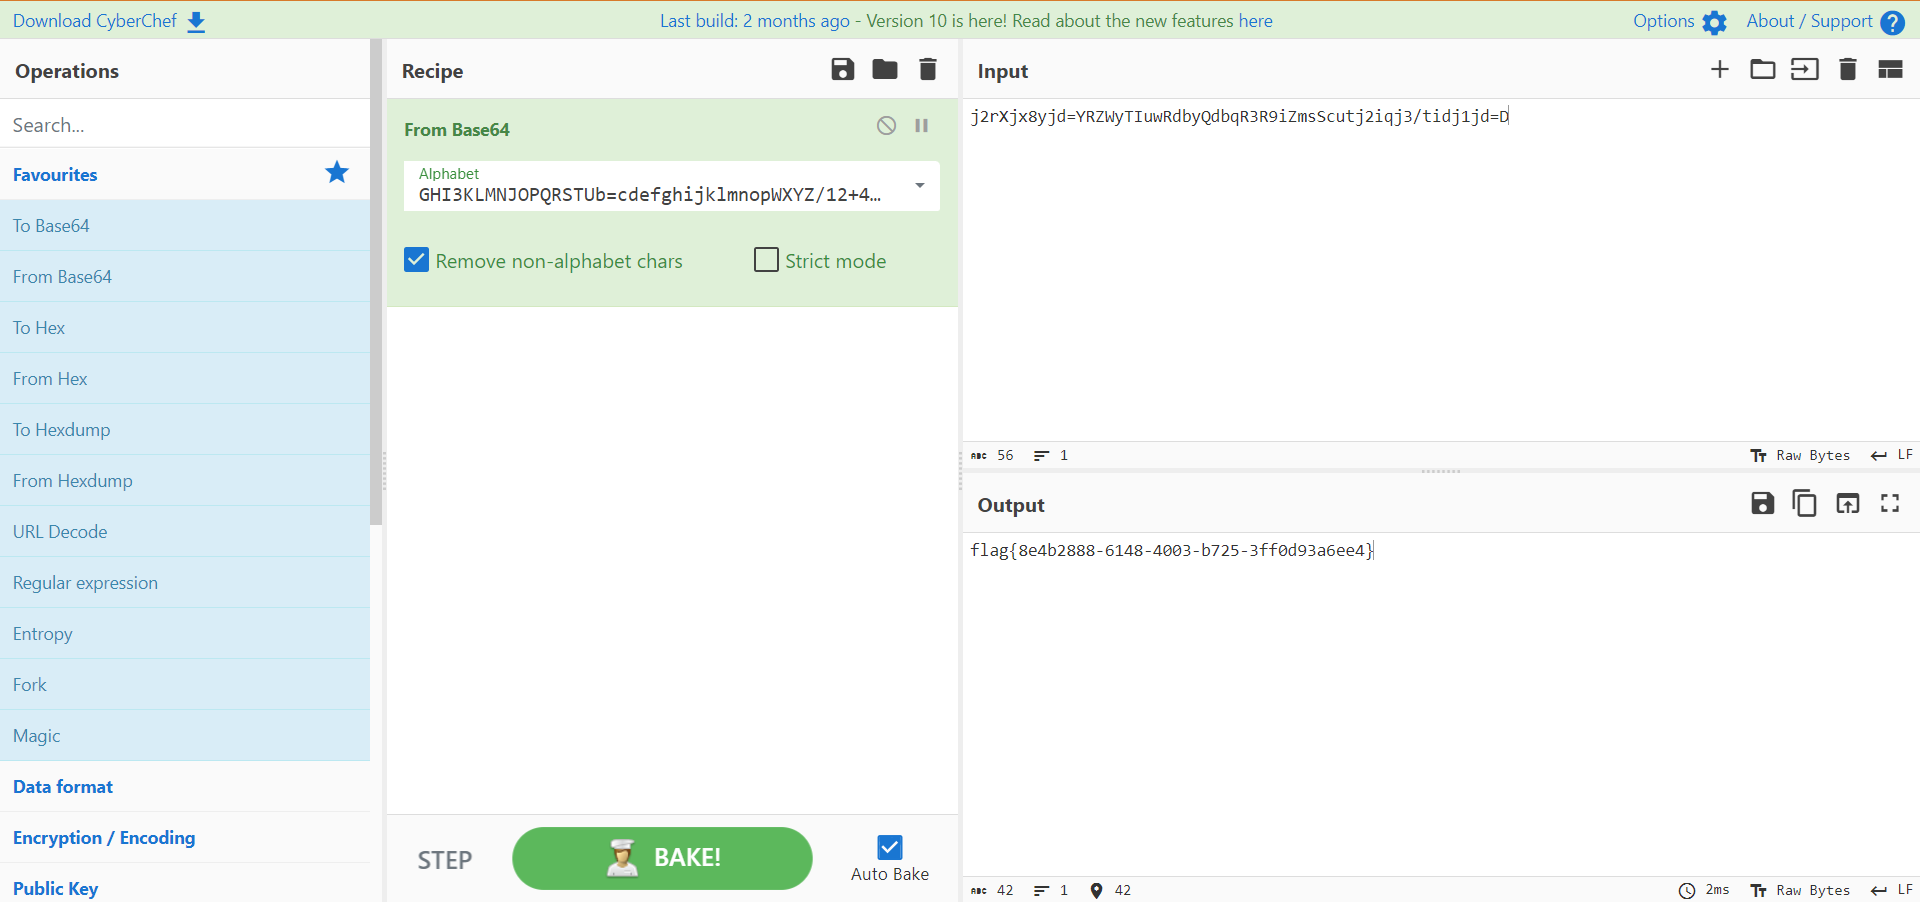 Download CyberChef
Last build: 2 months ago - Version 10 is here! Read about the new features here
Options
About / Support
Operations
Search...
Favourites
To Base64
From Base64
To Hex
From Hex
To Hexdump
From Hexdump
URL Decode
Regular expression
Entropy
Fork
Magic
Data format
Encryption / Encoding
Public Key
Recipe
From Base64
Alphabet
GHI3KLMNJOPQRSTUb=cdefghijklmnopWXYZ/12+4…
Remove non-alphabet chars
Strict mode
STEP
BAKE!
Auto Bake
Input
j2rXjx8yjd=YRZWyTIuwRdbyQdbqR3R9iZmsScutj2iqj3/tidj1jd=D
ABC 56 1
Raw Bytes LF
Output
flag{8e4b2888-6148-4003-b725-3ff0d93a6ee4}
ABC 42 1 42
2ms Raw Bytes LF